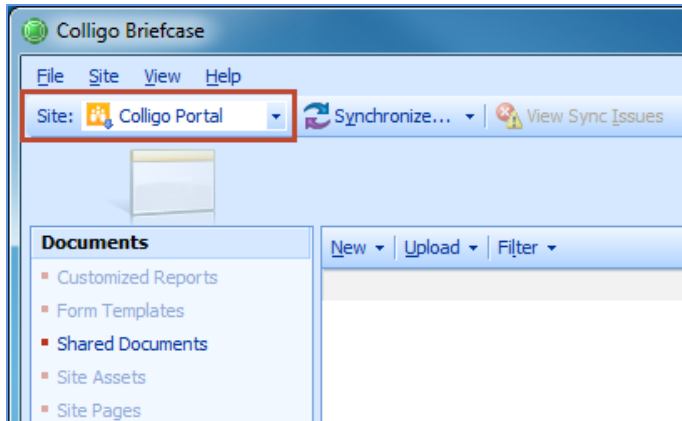 Colligo Briefcase
File Site View Help
Site: Colligo Portal Synchronize... View Sync Issues
Documents
New Upload Filter
Customized Reports
Form Templates
Shared Documents
Site Assets
Site Pages